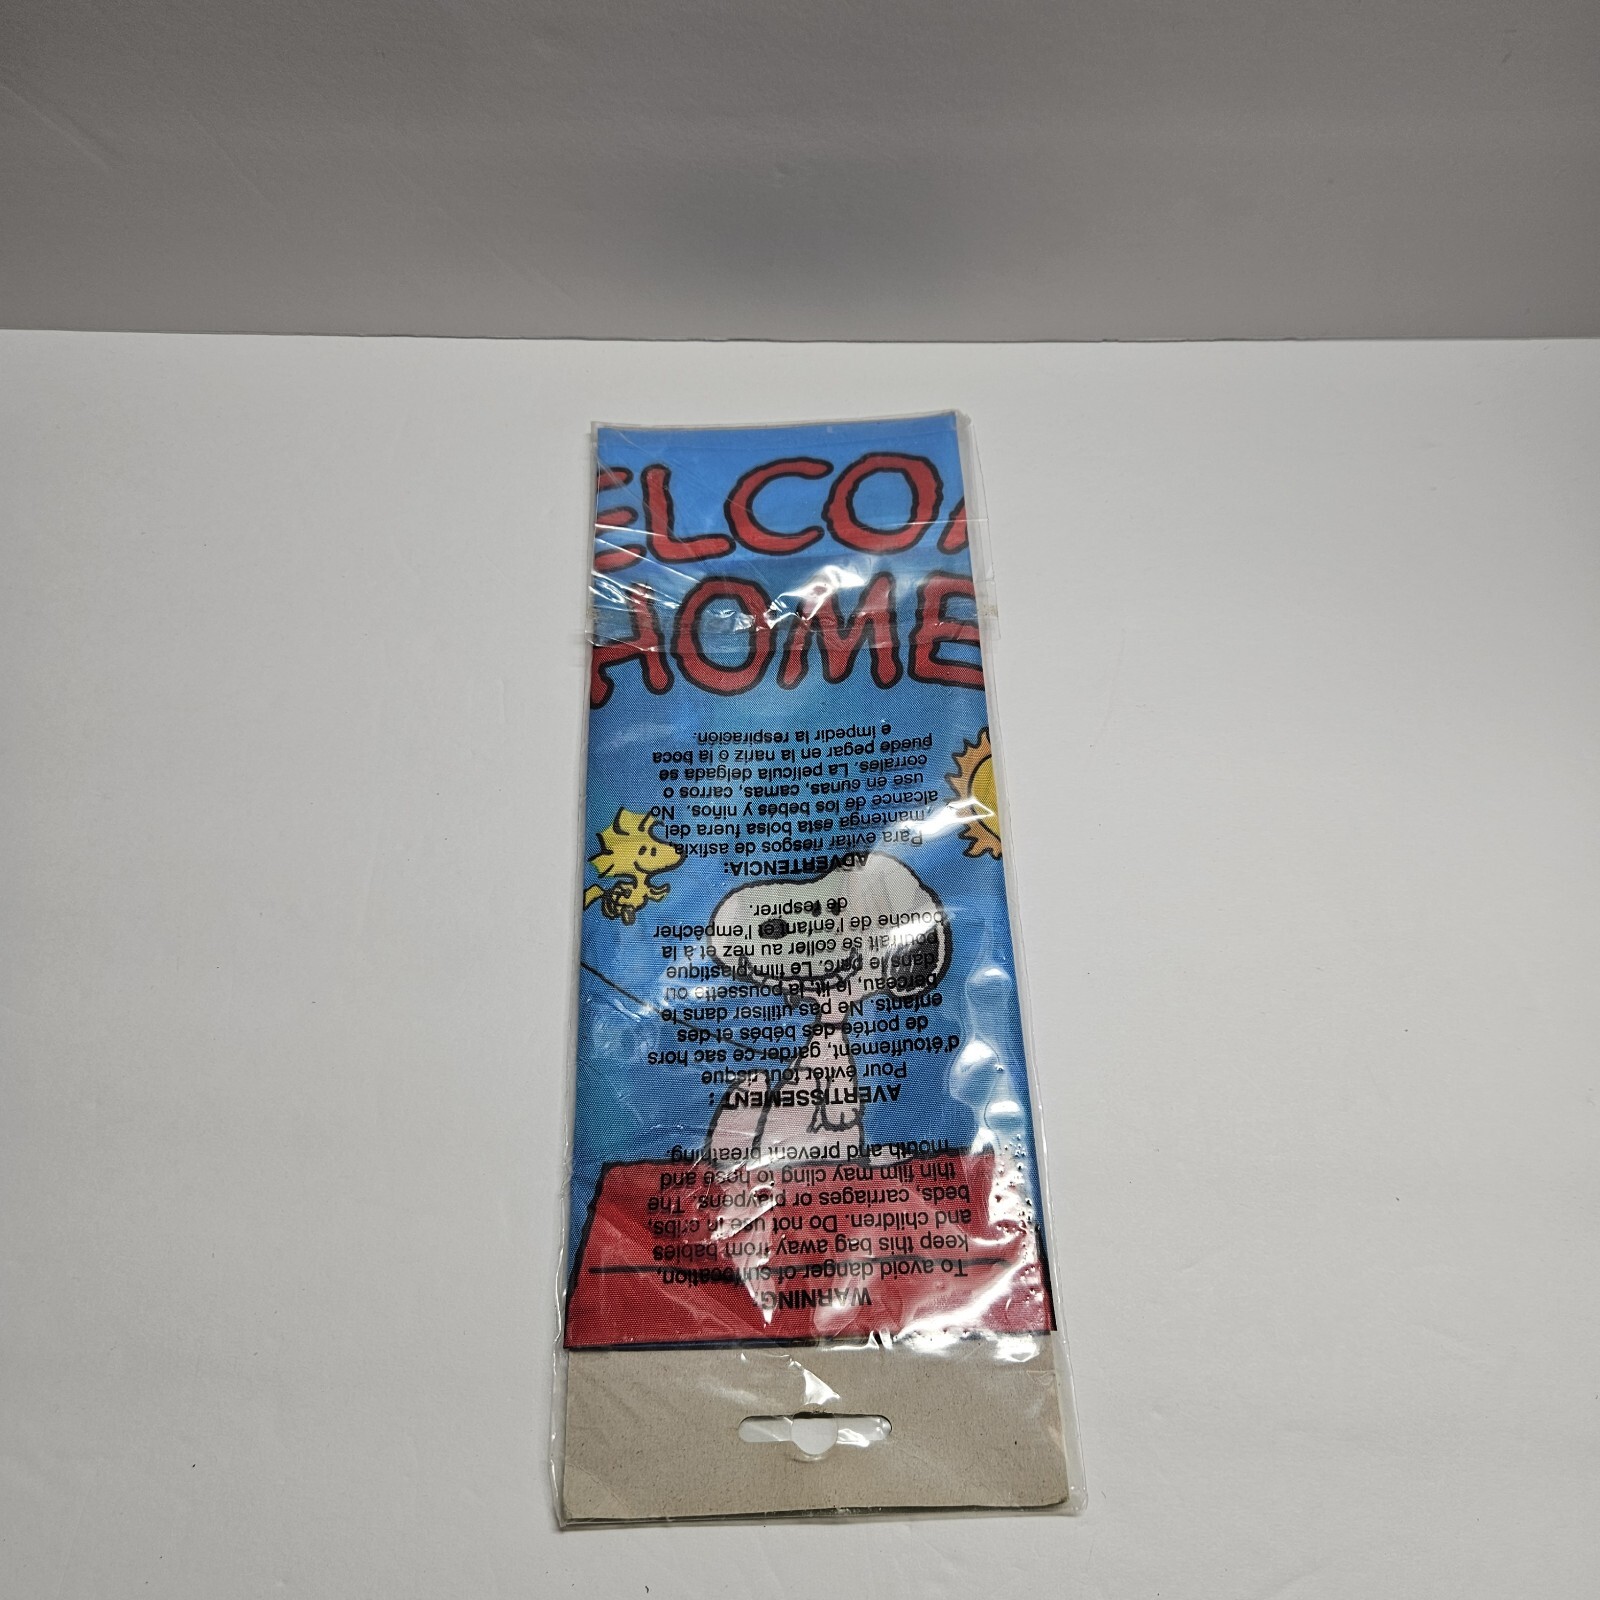 ELCO
HOME
WARNING:
To avoid danger of suffocation,
keep this bag away from babies
and children. Do not use in cribs,
beds, carriages or playpens. The
thin film may cling to nose and
mouth and prevent breathing.
AVERTISSEMENT :
Pour éviter tout risque
d'étouffement, garder ce sac hors
de portée des bébés et des
enfants. Ne pas utiliser dans le
berceau, le lit, la poussette ou
dans le parc. Le film plastique
pourrait se coller au nez et à la
bouche de l'enfant et l'empêcher
de respirer.
ADVERTENCIA:
Para evitar riesgos de asfixia,
mantenga esta bolsa fuera del
alcance de los bebés y niños. No
use en cunas, camas, carros o
corrales. La película delgada se
puede pegar en la nariz o la boca
e impedir la respiración.